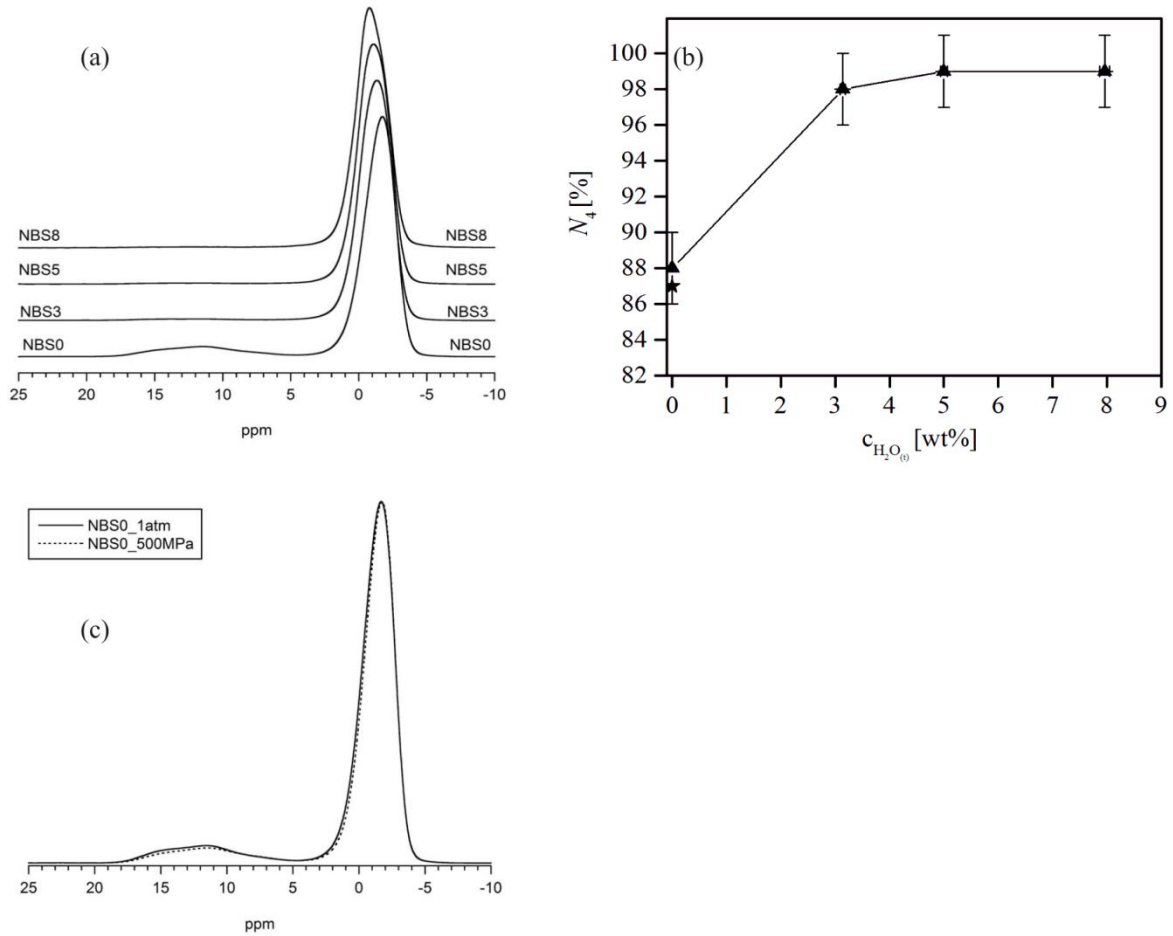 (a)
NBS8 NBS8
NBS5 NBS5
NBS3 NBS3
NBS0 NBS0
25 20 15 10 5 0 -5 -10
ppm
(b)
100
98
96
94
92
90
88
86
84
82
N4 [%]
0 1 2 3 4 5 6 7 8 9
cH2O(t) [wt%]
NBS0_1atm
NBS0_500MPa
(c)
25 20 15 10 5 0 -5 -10
ppm